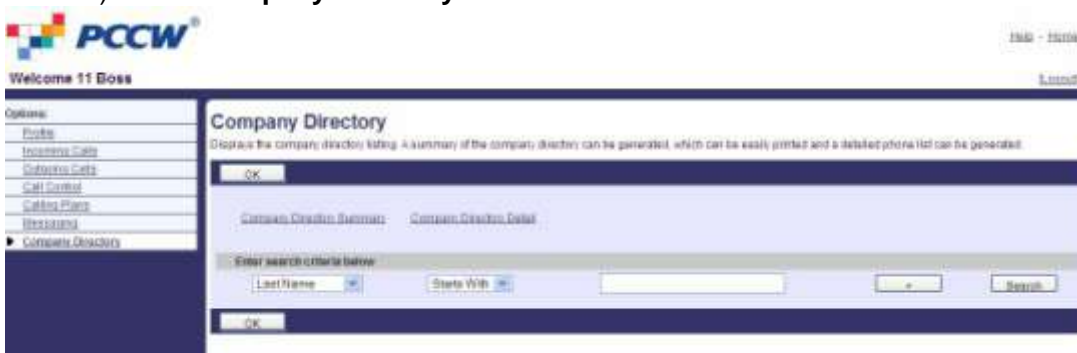 PCCW®
Help - Home
Welcome 11 Boss
Logout
Options:
Profile
Incoming Calls
Outgoing Calls
Call Control
Calling Plans
Messaging
Company Directory
Company Directory
Displays the company directory listing. A summary of the company directory can be generated, which can be easily printed and a detailed phone list can be generated.
OK
Company Directory Summary Company Directory Detail
Enter search criteria below
Last Name Starts With + Search
OK